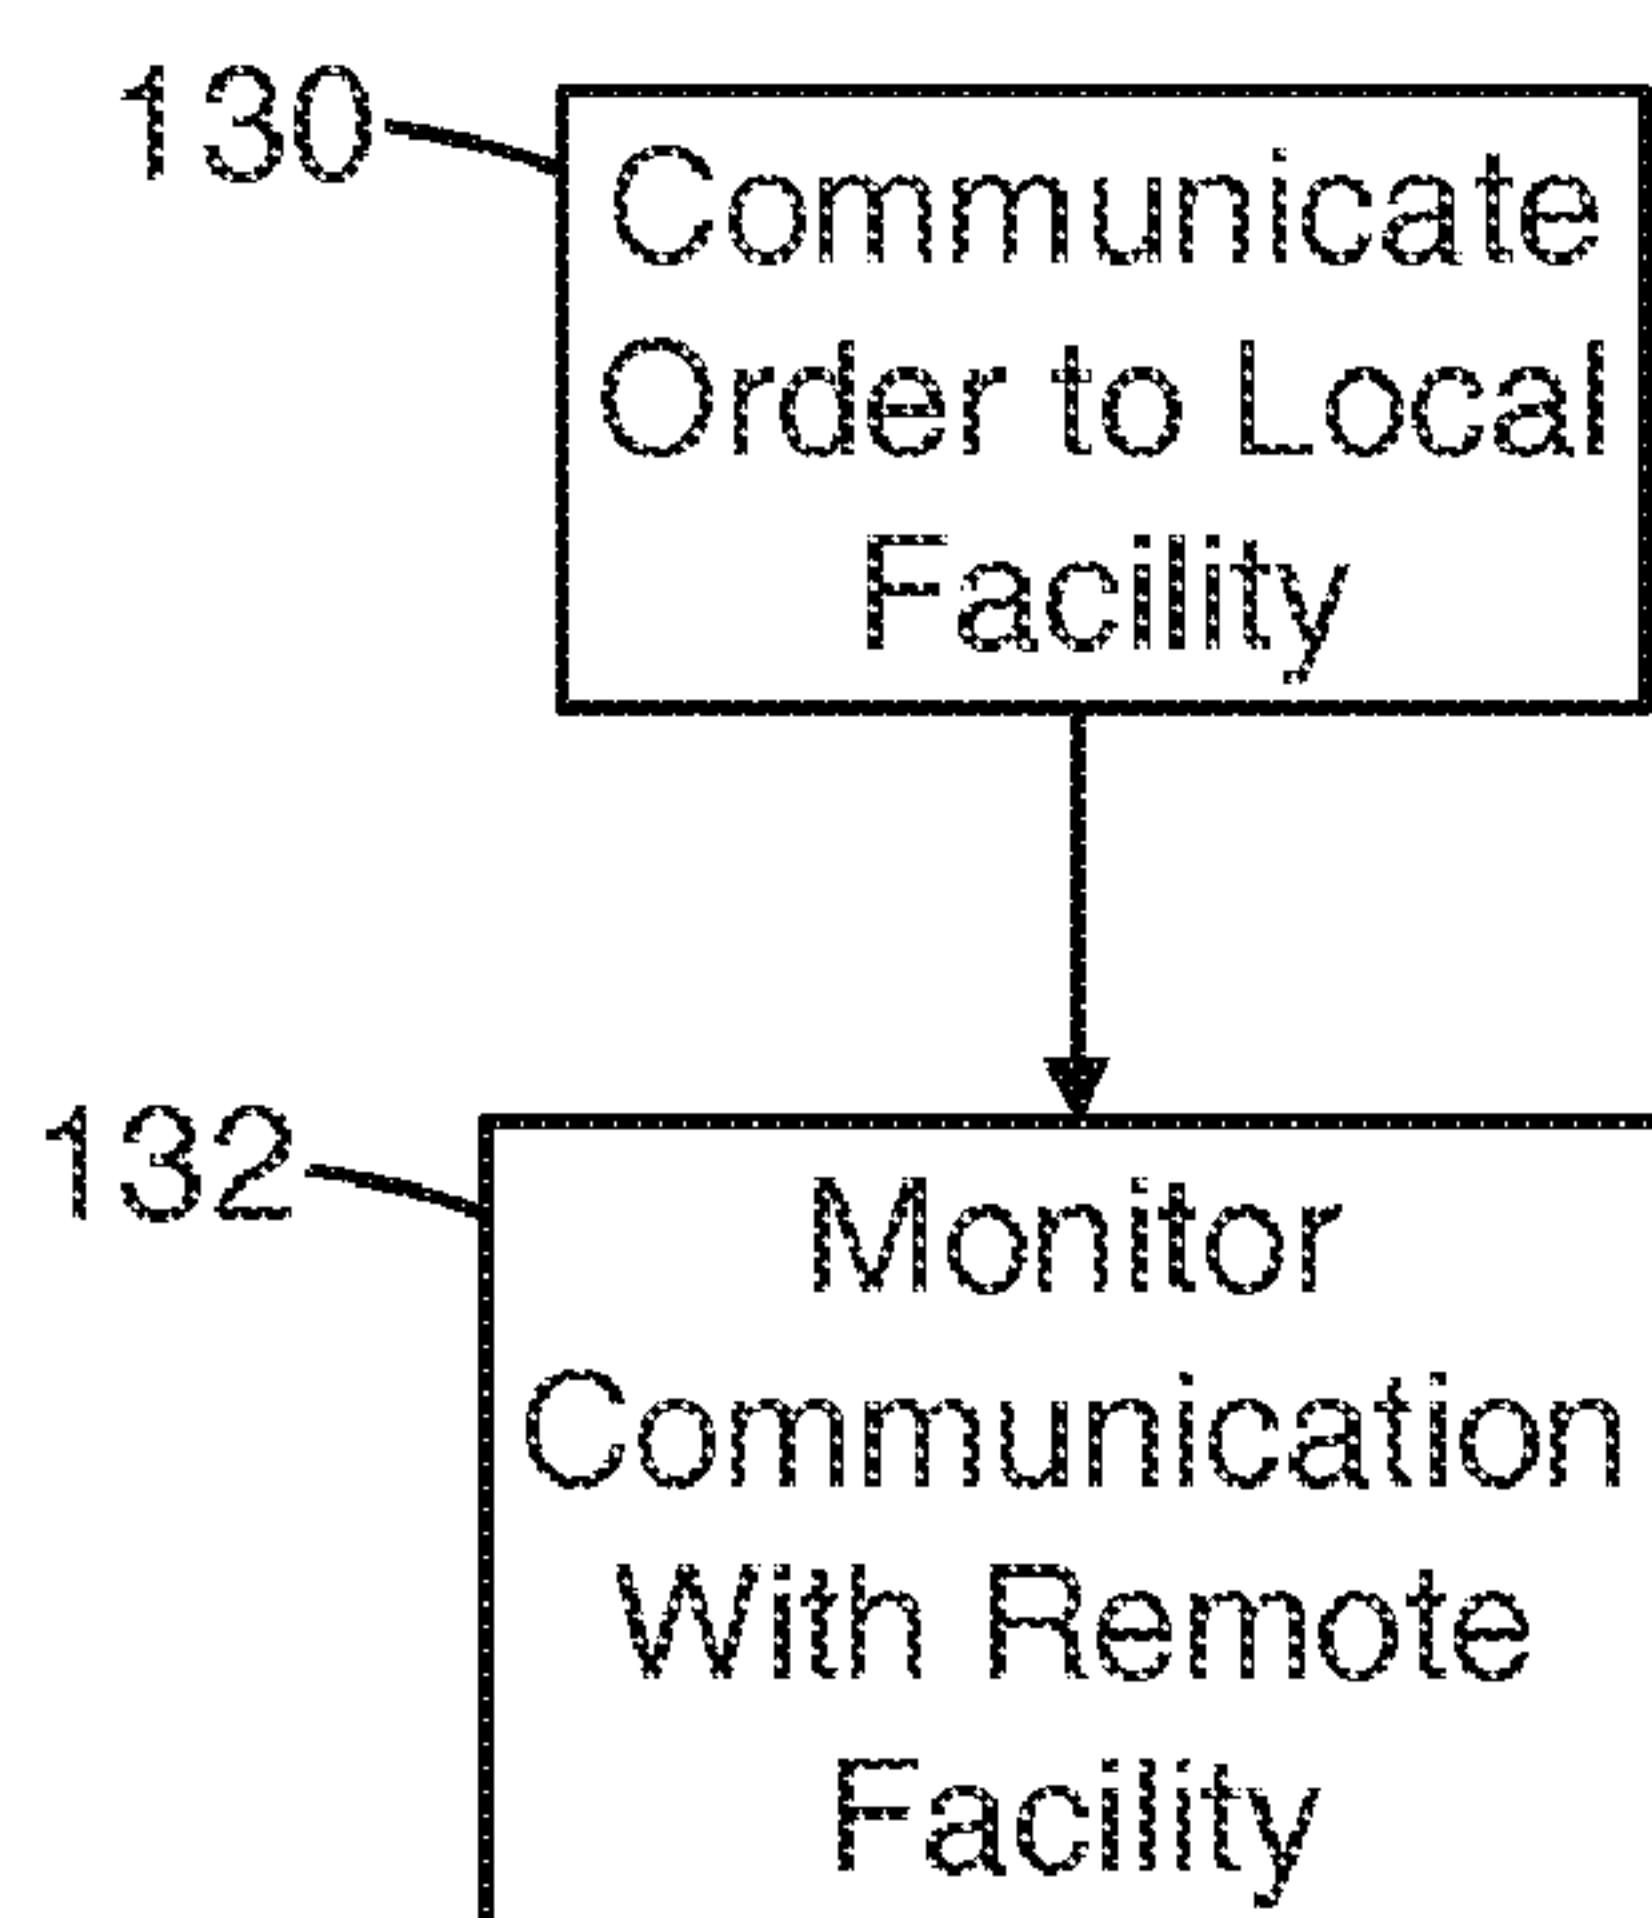 130
Communicate
Order to Local
Facility
132
Monitor
Communication
With Remote
Facility